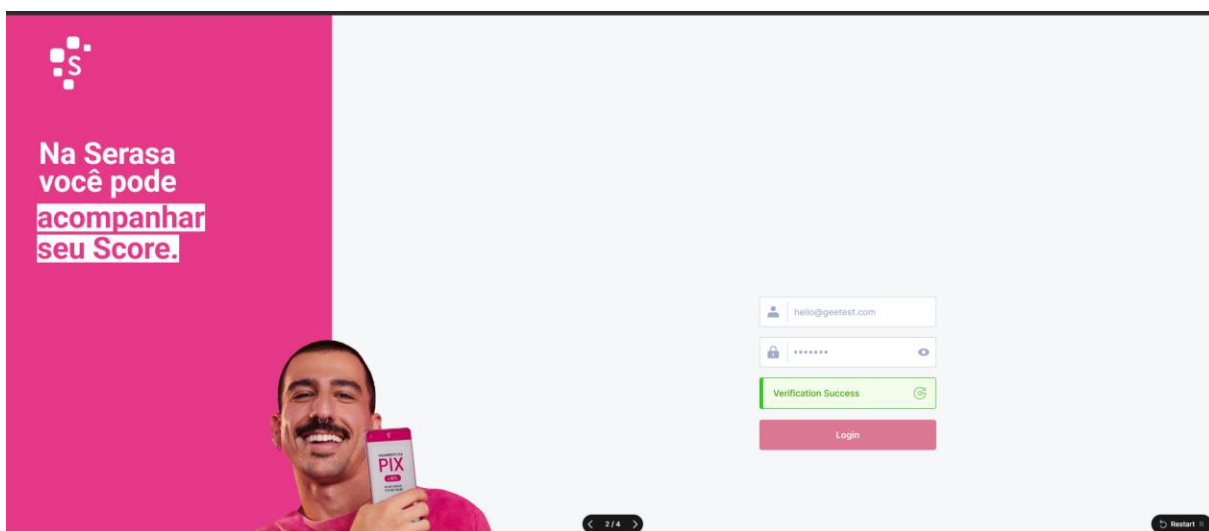 S
Na Serasa
você pode
acompanhar
seu Score.
PIX
hello@geetest.com
Verification Success
Login
2 / 4
Restart